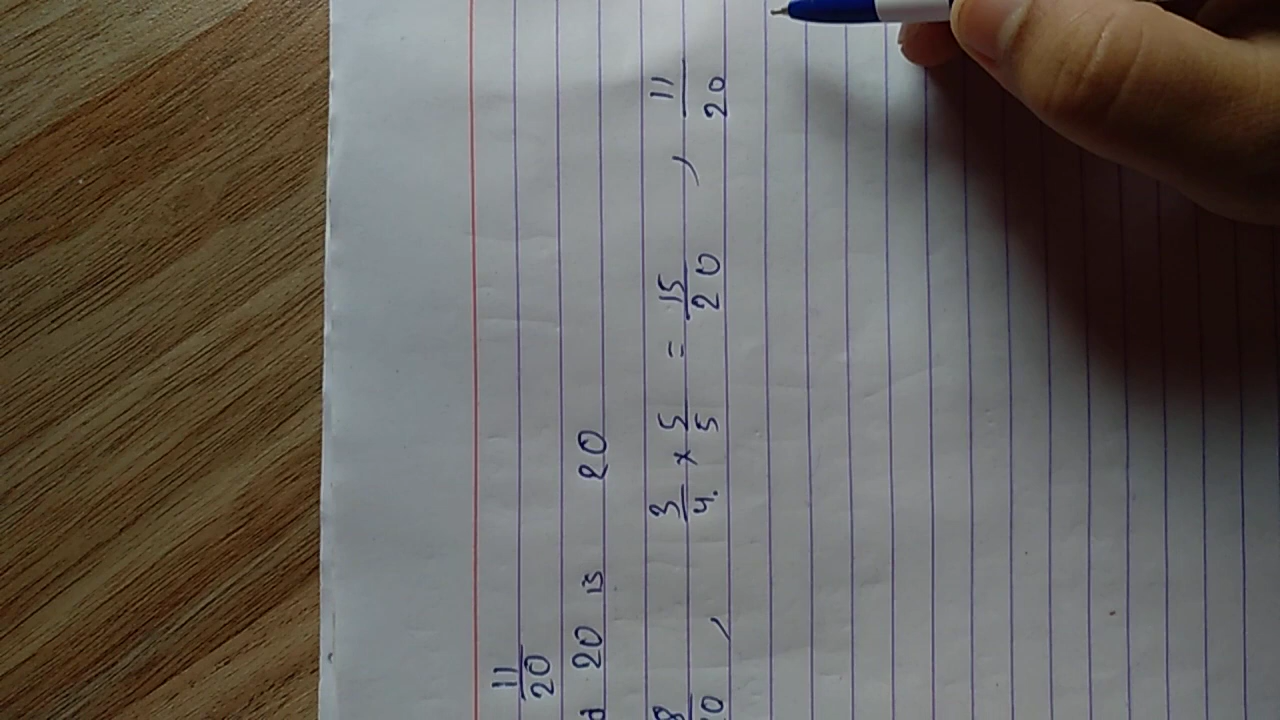 11/20
20 is 20
3/4. × 5/5 = 15/20 , 11/20